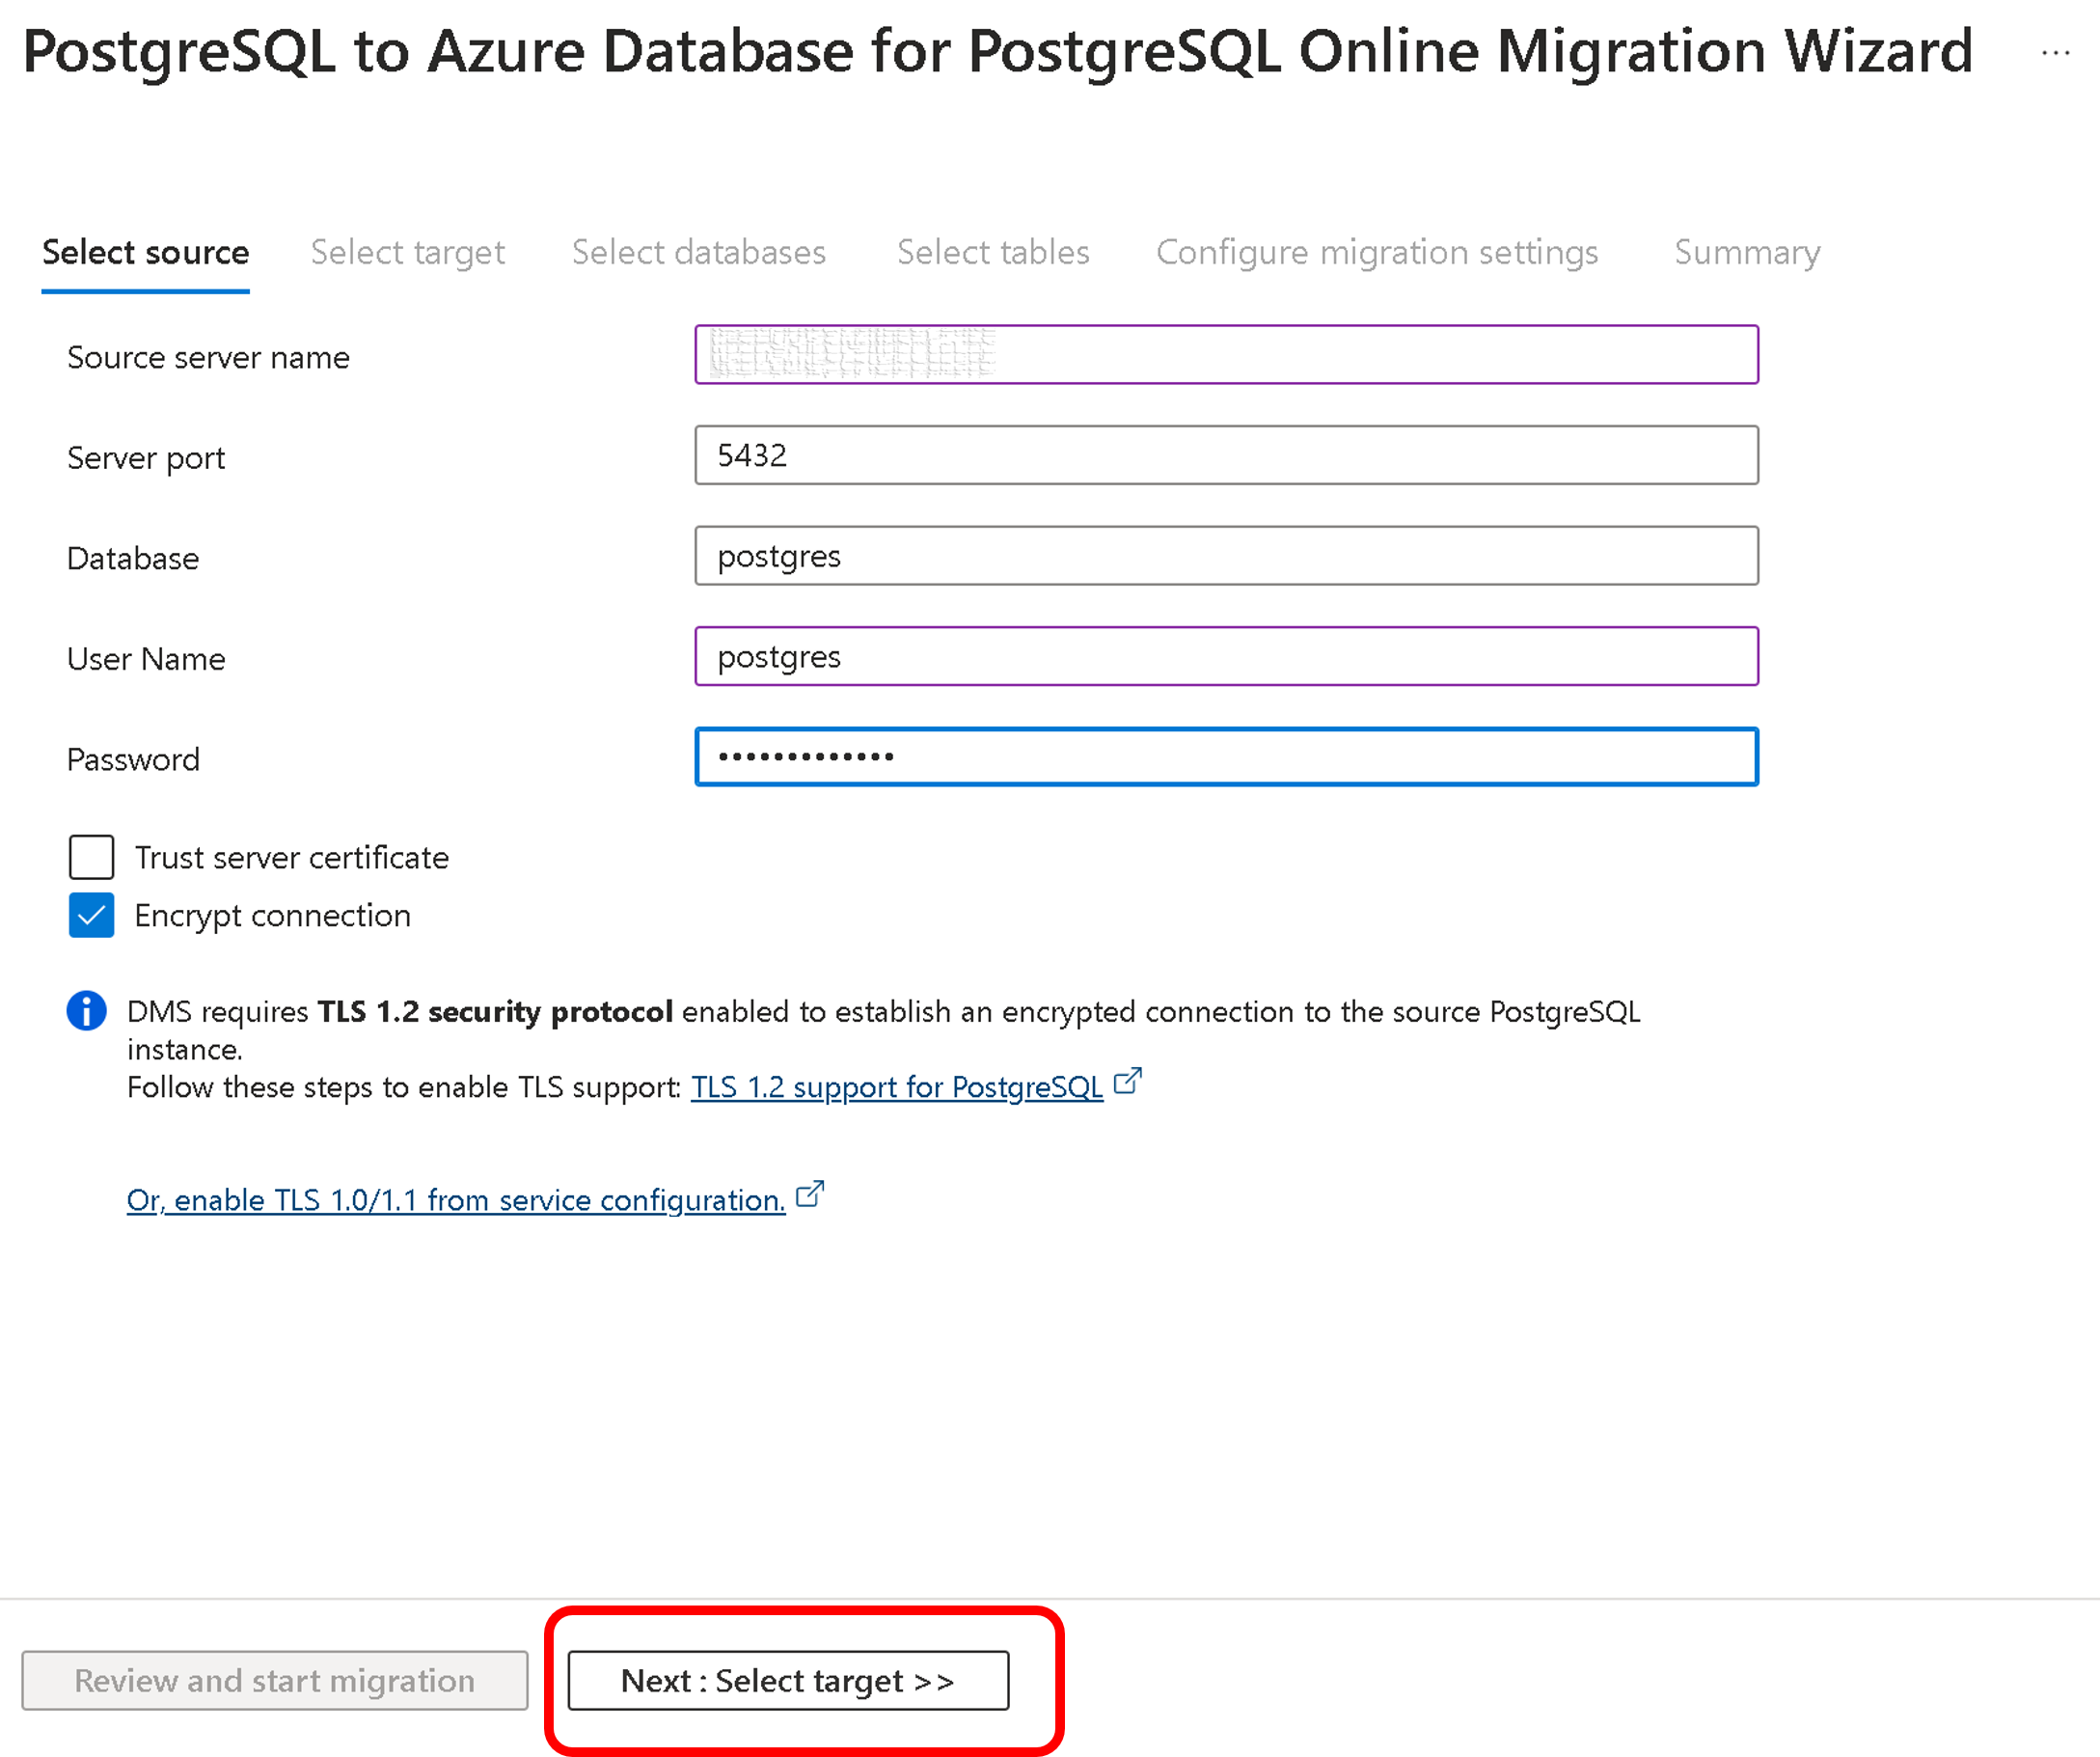 PostgreSQL to Azure Database for PostgreSQL Online Migration Wizard ...
Select source Select target Select databases Select tables Configure migration settings Summary
Source server name
Server port 5432
Database postgres
User Name postgres
Password •••••••••••••
Trust server certificate
Encrypt connection
DMS requires TLS 1.2 security protocol enabled to establish an encrypted connection to the source PostgreSQL
instance.
Follow these steps to enable TLS support: TLS 1.2 support for PostgreSQL
Or, enable TLS 1.0/1.1 from service configuration.
Review and start migration Next : Select target >>